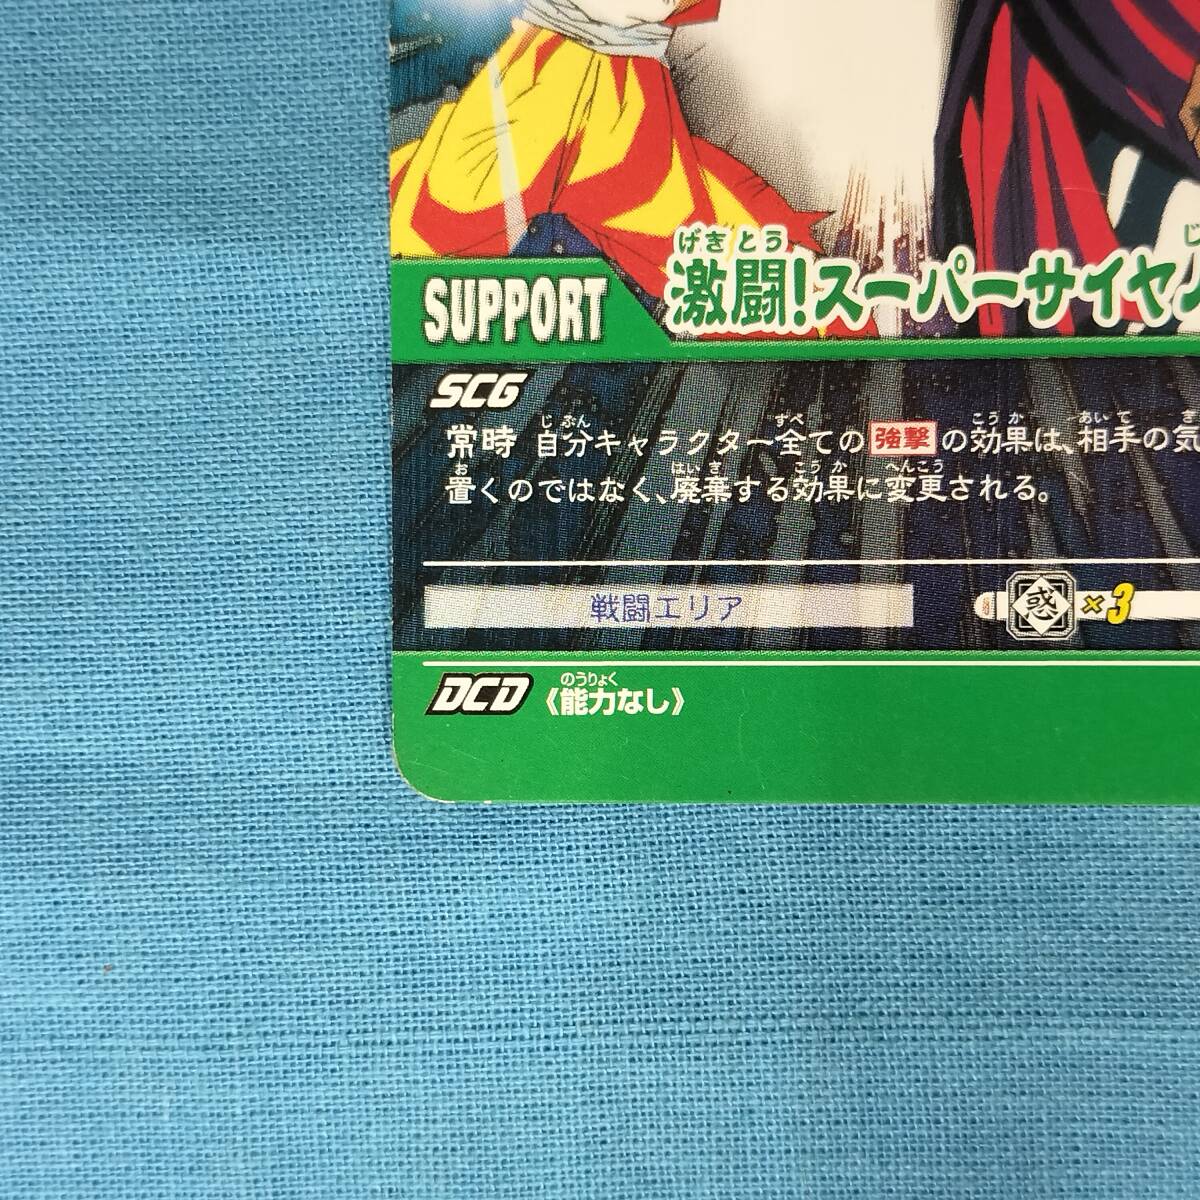 げきとう
SUPPORT 激闘!スーパーサイヤ
SCG
じぶん すべ こうか あいて
常時 自分キャラクター全ての 強撃 の効果は、相手の気
お はいき こうか へんこう
置くのではなく、廃棄する効果に変更される。
戦闘エリア 惑 ×3
のうりょく
DCD 《能力なし》